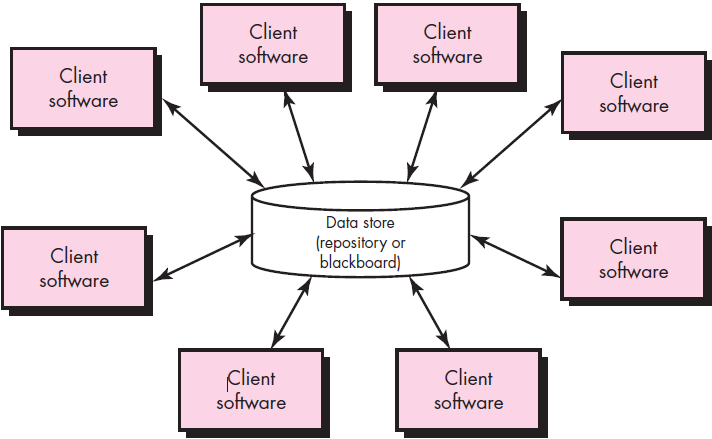 Client
software
Client
software
Client
software
Client
software
Data store
(repository or
blackboard)
Client
software
Client
software
Client
software
Client
software